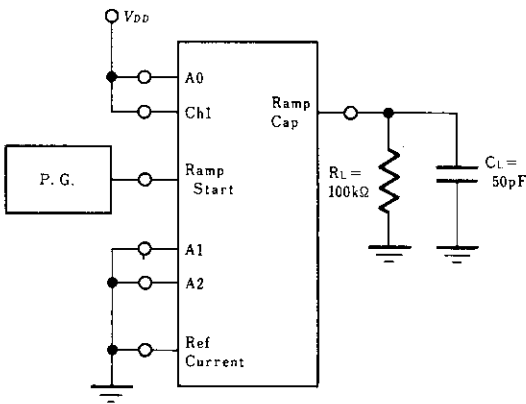 VDD
A0
Ch1
Ramp
Cap
P. G.
Ramp
Start
RL=
100kΩ
CL=
50pF
A1
A2
Ref
Current